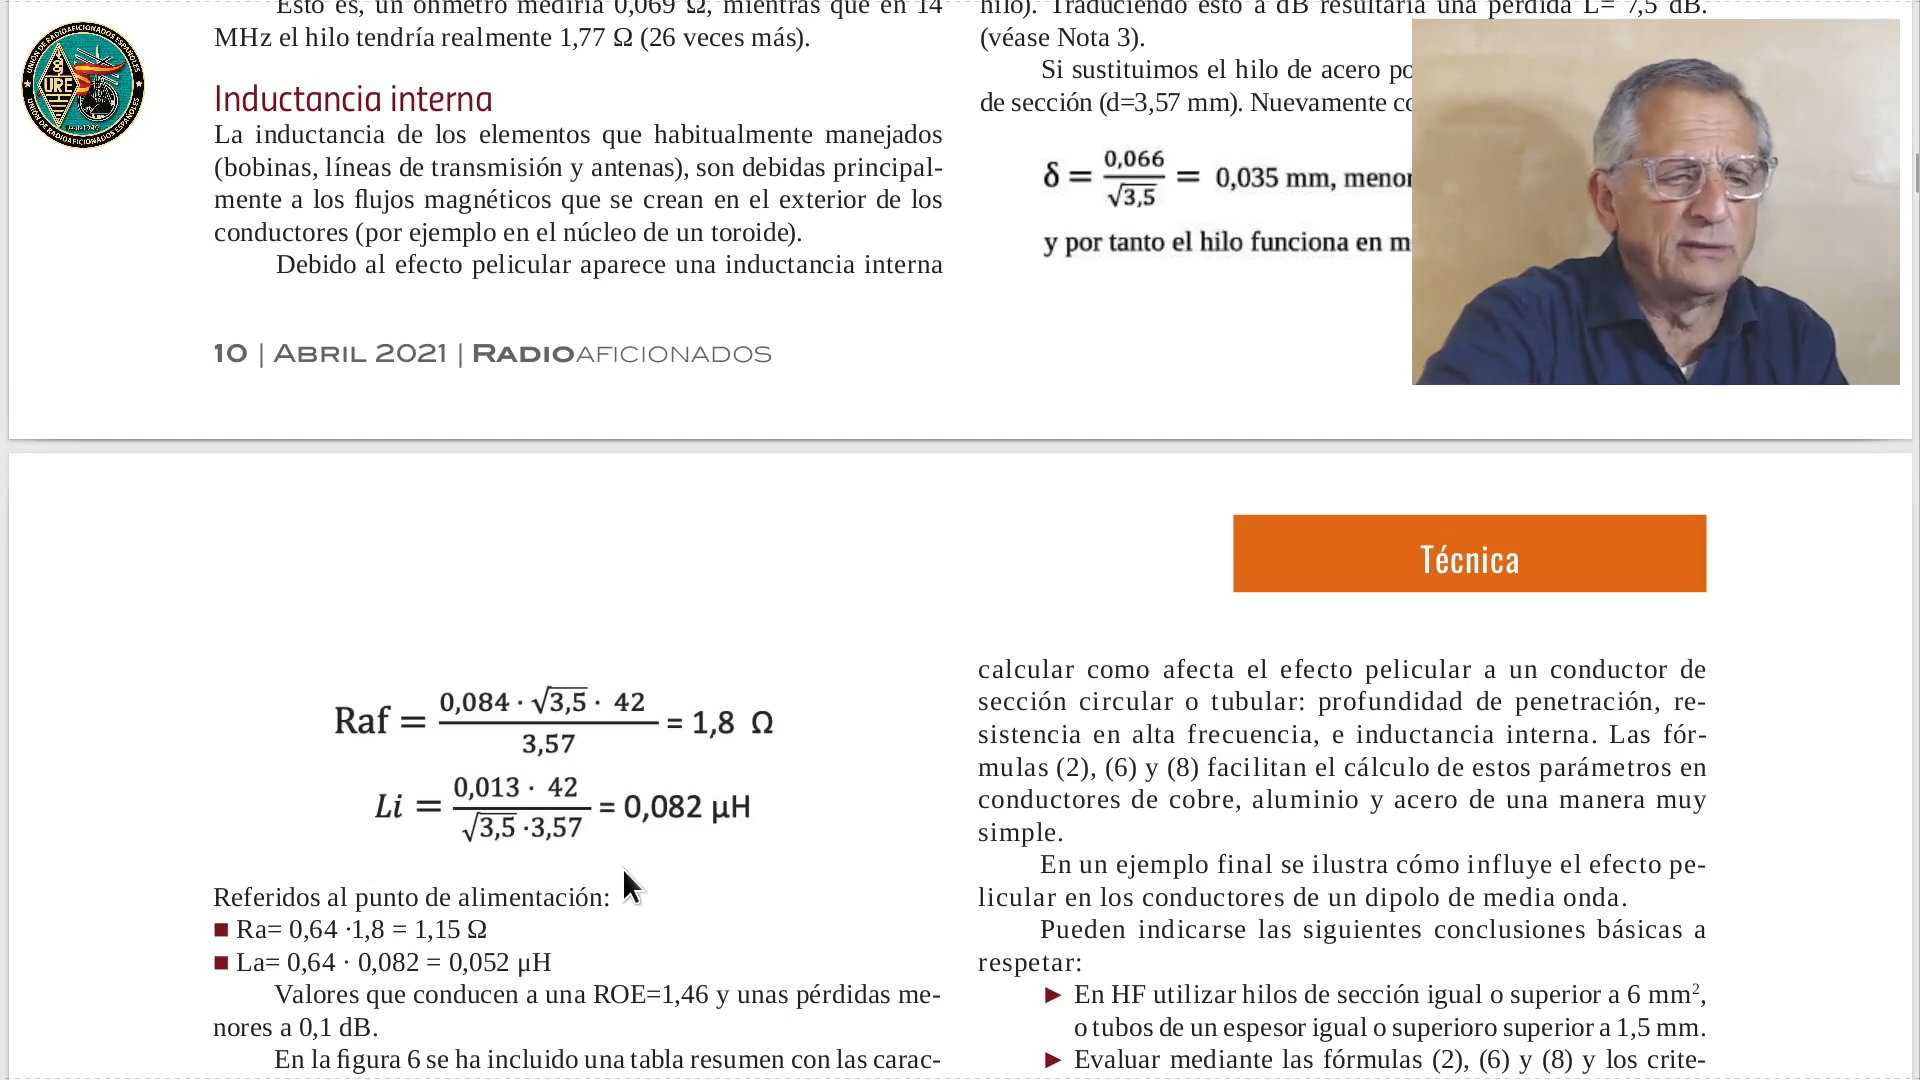 Esto es, un óhmetro mediría 0,069 Ω, mientras que en 14
MHz el hilo tendría realmente 1,77 Ω (26 veces más).
Inductancia interna
La inductancia de los elementos que habitualmente manejados
(bobinas, líneas de transmisión y antenas), son debidas principal-
mente a los flujos magnéticos que se crean en el exterior de los
conductores (por ejemplo en el núcleo de un toroide).
Debido al efecto pelicular aparece una inductancia interna
10 | ABRIL 2021 | RADIOAFICIONADOS
hilo). Traduciendo esto a dB resultaría una pérdida L= 7,5 dB.
(véase Nota 3).
Si sustituimos el hilo de acero po
de sección (d=3,57 mm). Nuevamente co
δ = 0,066 / √3,5 = 0,035 mm, menor
y por tanto el hilo funciona en m
UNION DE RADIOAFICIONADOS ESPAÑOLES
URE
UNION DE RADIOAFICIONADOS ESPAÑOLES
Técnica
Raf = 0,084 · √3,5 · 42 / 3,57 = 1,8 Ω
Li = 0,013 · 42 / √3,5 ·3,57 = 0,082 µH
Referidos al punto de alimentación:
■ Ra= 0,64 ·1,8 = 1,15 Ω
■ La= 0,64 · 0,082 = 0,052 µH
Valores que conducen a una ROE=1,46 y unas pérdidas me-
nores a 0,1 dB.
En la figura 6 se ha incluido una tabla resumen con las carac-
calcular como afecta el efecto pelicular a un conductor de
sección circular o tubular: profundidad de penetración, re-
sistencia en alta frecuencia, e inductancia interna. Las fór-
mulas (2), (6) y (8) facilitan el cálculo de estos parámetros en
conductores de cobre, aluminio y acero de una manera muy
simple.
En un ejemplo final se ilustra cómo influye el efecto pe-
licular en los conductores de un dipolo de media onda.
Pueden indicarse las siguientes conclusiones básicas a
respetar:
► En HF utilizar hilos de sección igual o superior a 6 mm²,
o tubos de un espesor igual o superioro superior a 1,5 mm.
► Evaluar mediante las fórmulas (2), (6) y (8) y los crite-